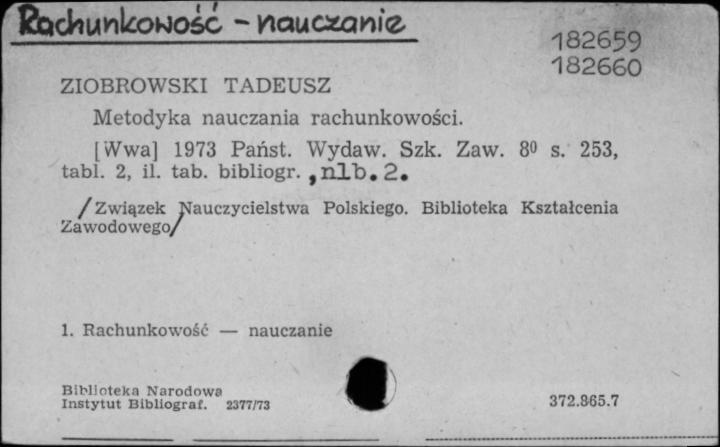 Rachunkowość - nauczanie
182659
182660
ZIOBROWSKI TADEUSZ
Metodyka nauczania rachunkowości.
[Wwa] 1973 Państ. Wydaw. Szk. Zaw. 8⁰ s. 253,
tabl. 2, il. tab. bibliogr. , nlb. 2.
/Związek Nauczycielstwa Polskiego. Biblioteka Kształcenia
Zawodowego/
1. Rachunkowość — nauczanie
Biblioteka Narodowa
Instytut Bibliograf. 2377/73
372.865.7